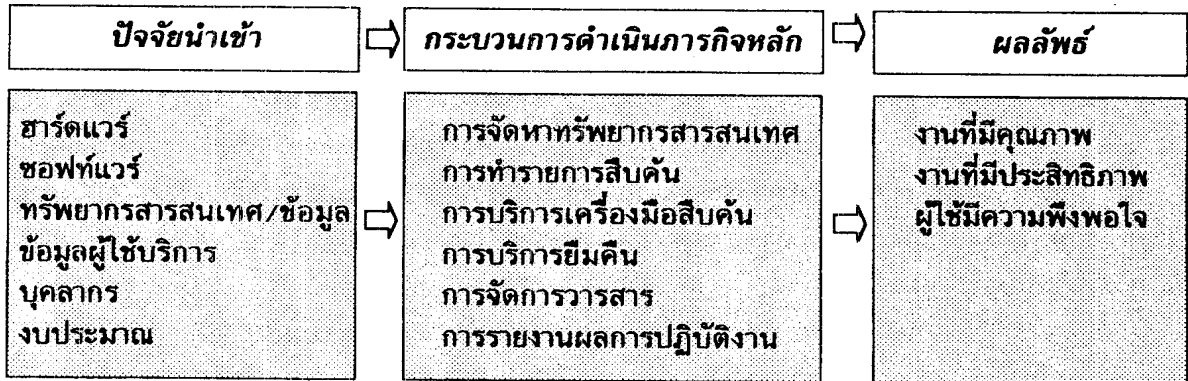 ปัจจัยนำเข้า
กระบวนการดำเนินภารกิจหลัก
ผลลัพธ์
ฮาร์ดแวร์
ซอฟท์แวร์
ทรัพยากรสารสนเทศ/ข้อมูล
ข้อมูลผู้ใช้บริการ
บุคลากร
งบประมาณ
การจัดหาทรัพยากรสารสนเทศ
การทำรายการสืบค้น
การบริการเครื่องมือสืบค้น
การบริการยืมคืน
การจัดการวารสาร
การรายงานผลการปฏิบัติงาน
งานที่มีคุณภาพ
งานที่มีประสิทธิภาพ
ผู้ใช้มีความพึงพอใจ